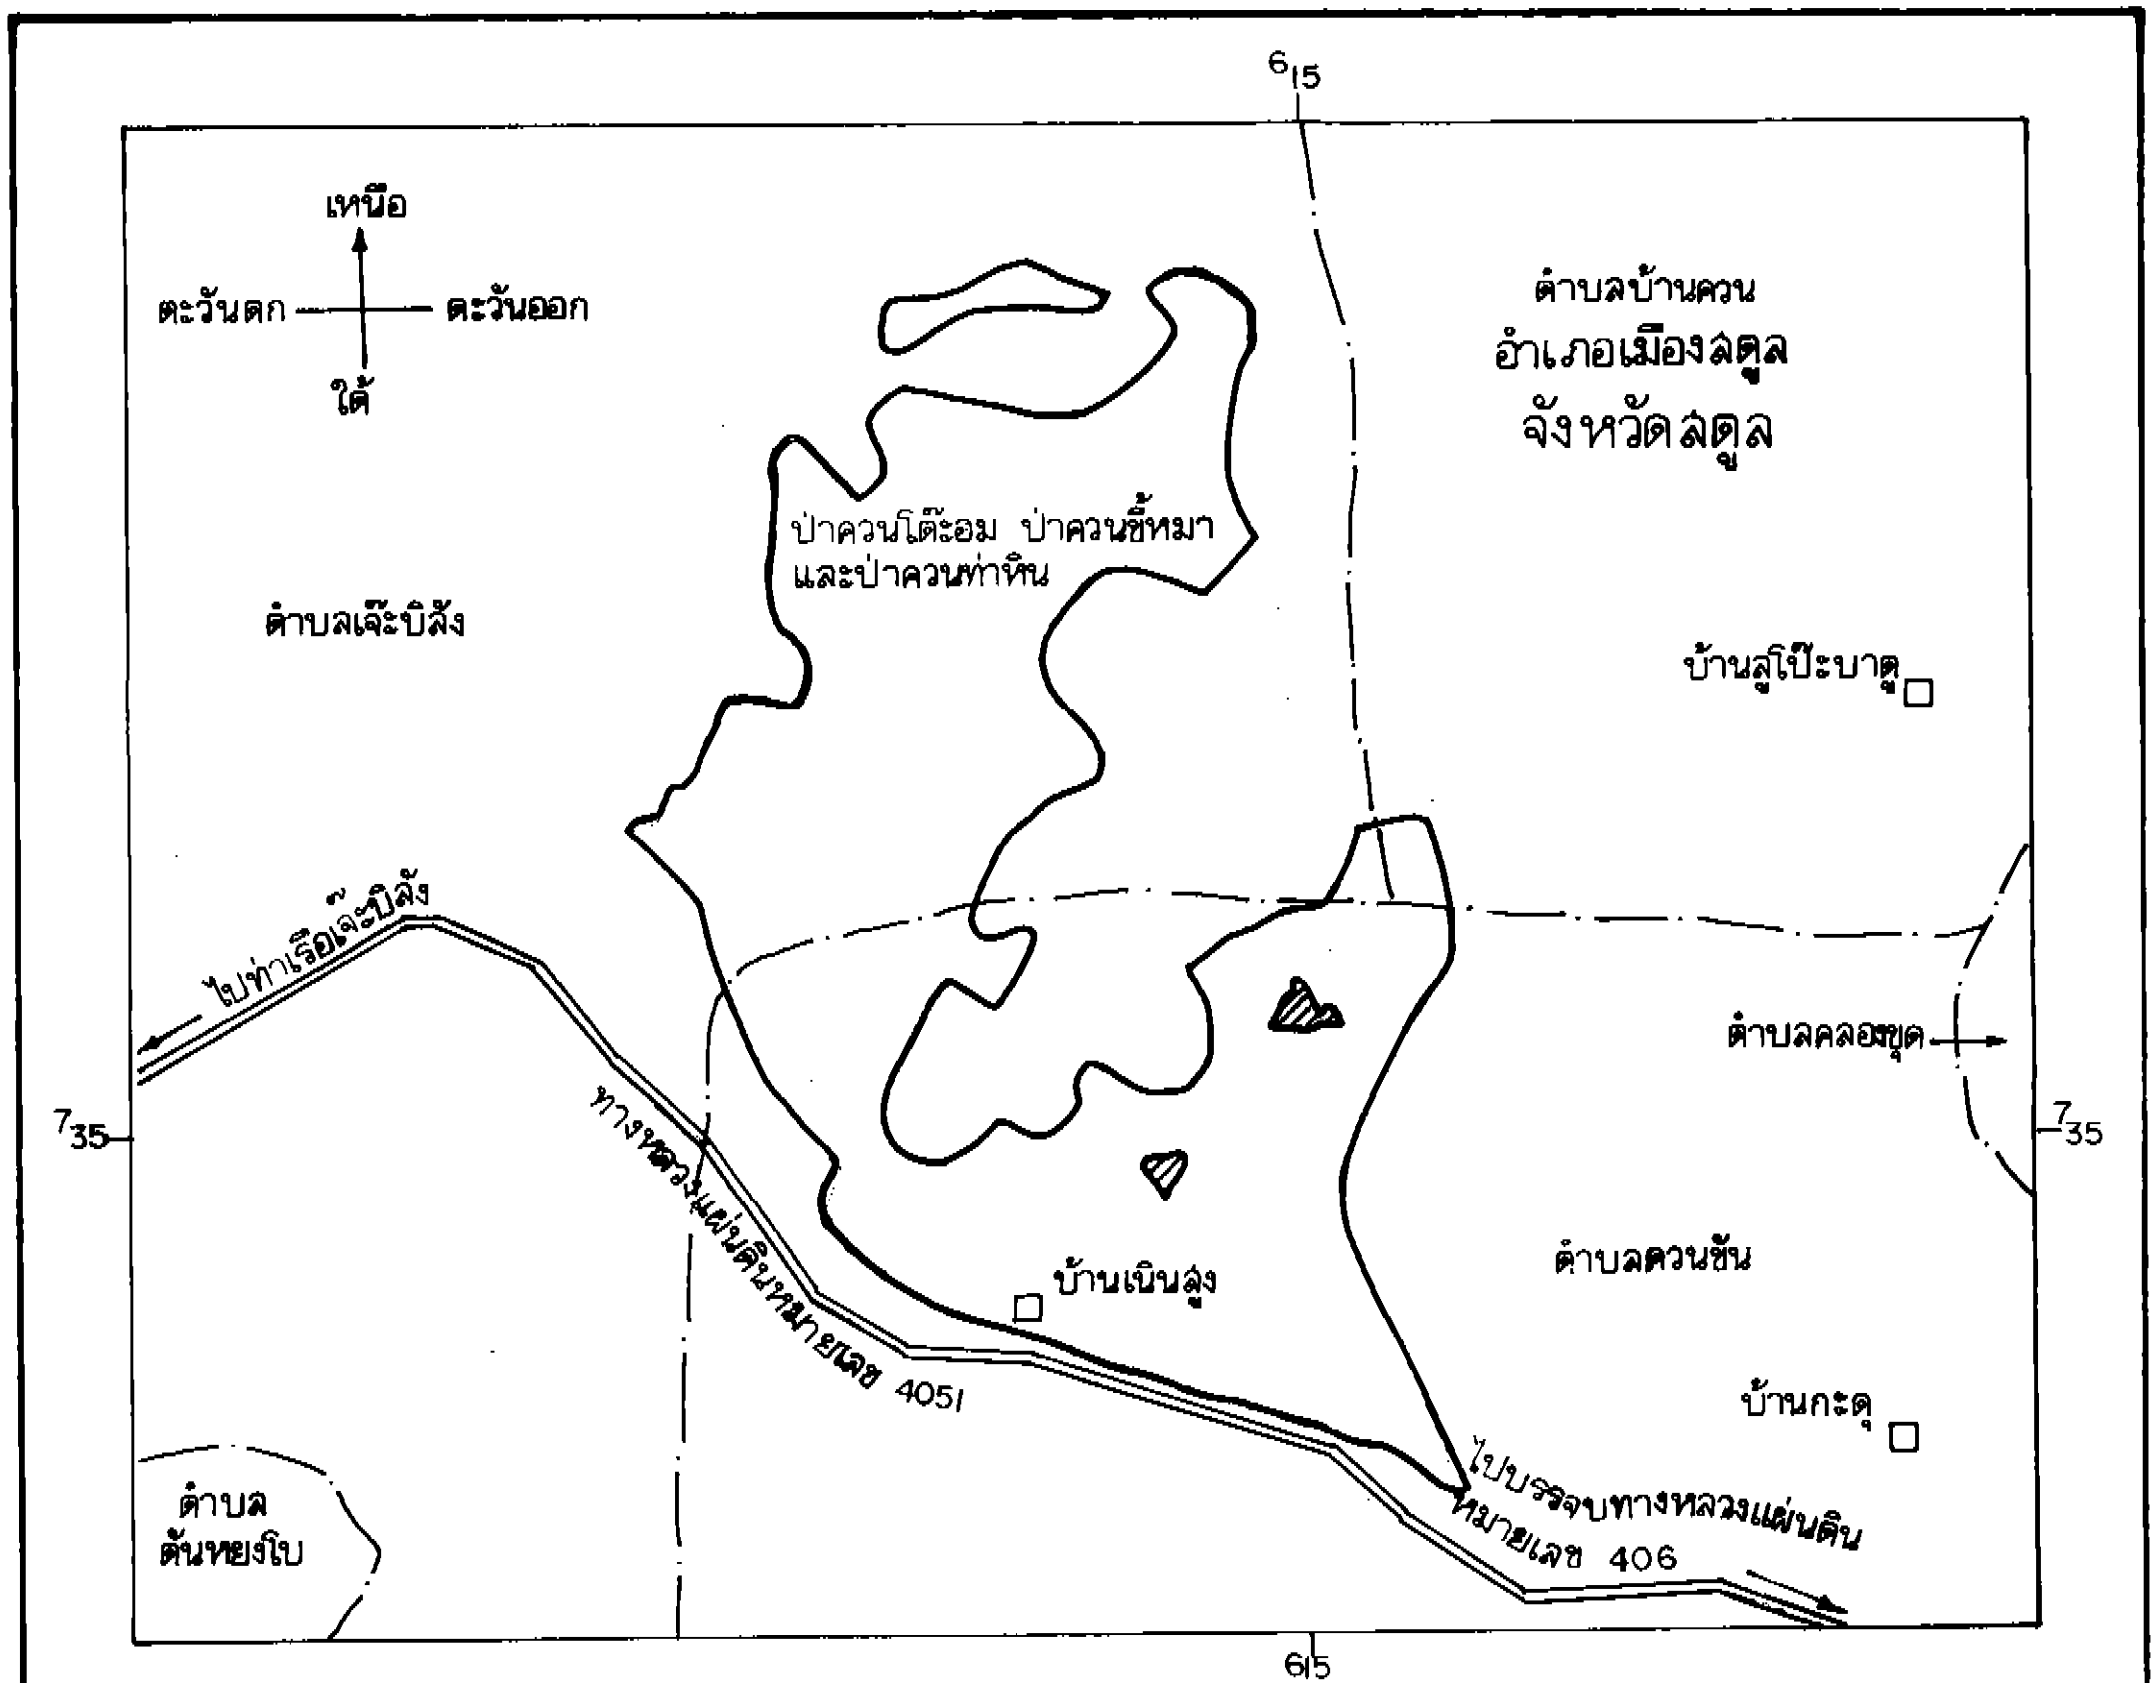 615
เหนือ
ตะวันตก
ตะวันออก
ใต้
ตำบลบ้านควน
อำเภอเมืองสตูล
จังหวัดสตูล
ป่าควนโต๊ะอม ป่าควนขี้หมา
และป่าควนท่าหิน
ตำบลเจ๊ะบิลัง
บ้านสูโป๊ะบาตู
ไปท่าเรือเจ๊ะบิลัง
ตำบลคลองขุด
735
735
ทางหลวงแผ่นดินหมายเลข 4051
ตำบลควนขัน
บ้านเนินสูง
บ้านกะดุ
ไปบรรจบทางหลวงแผ่นดิน
หมายเลข 406
ตำบล
ตันหยงโป
615